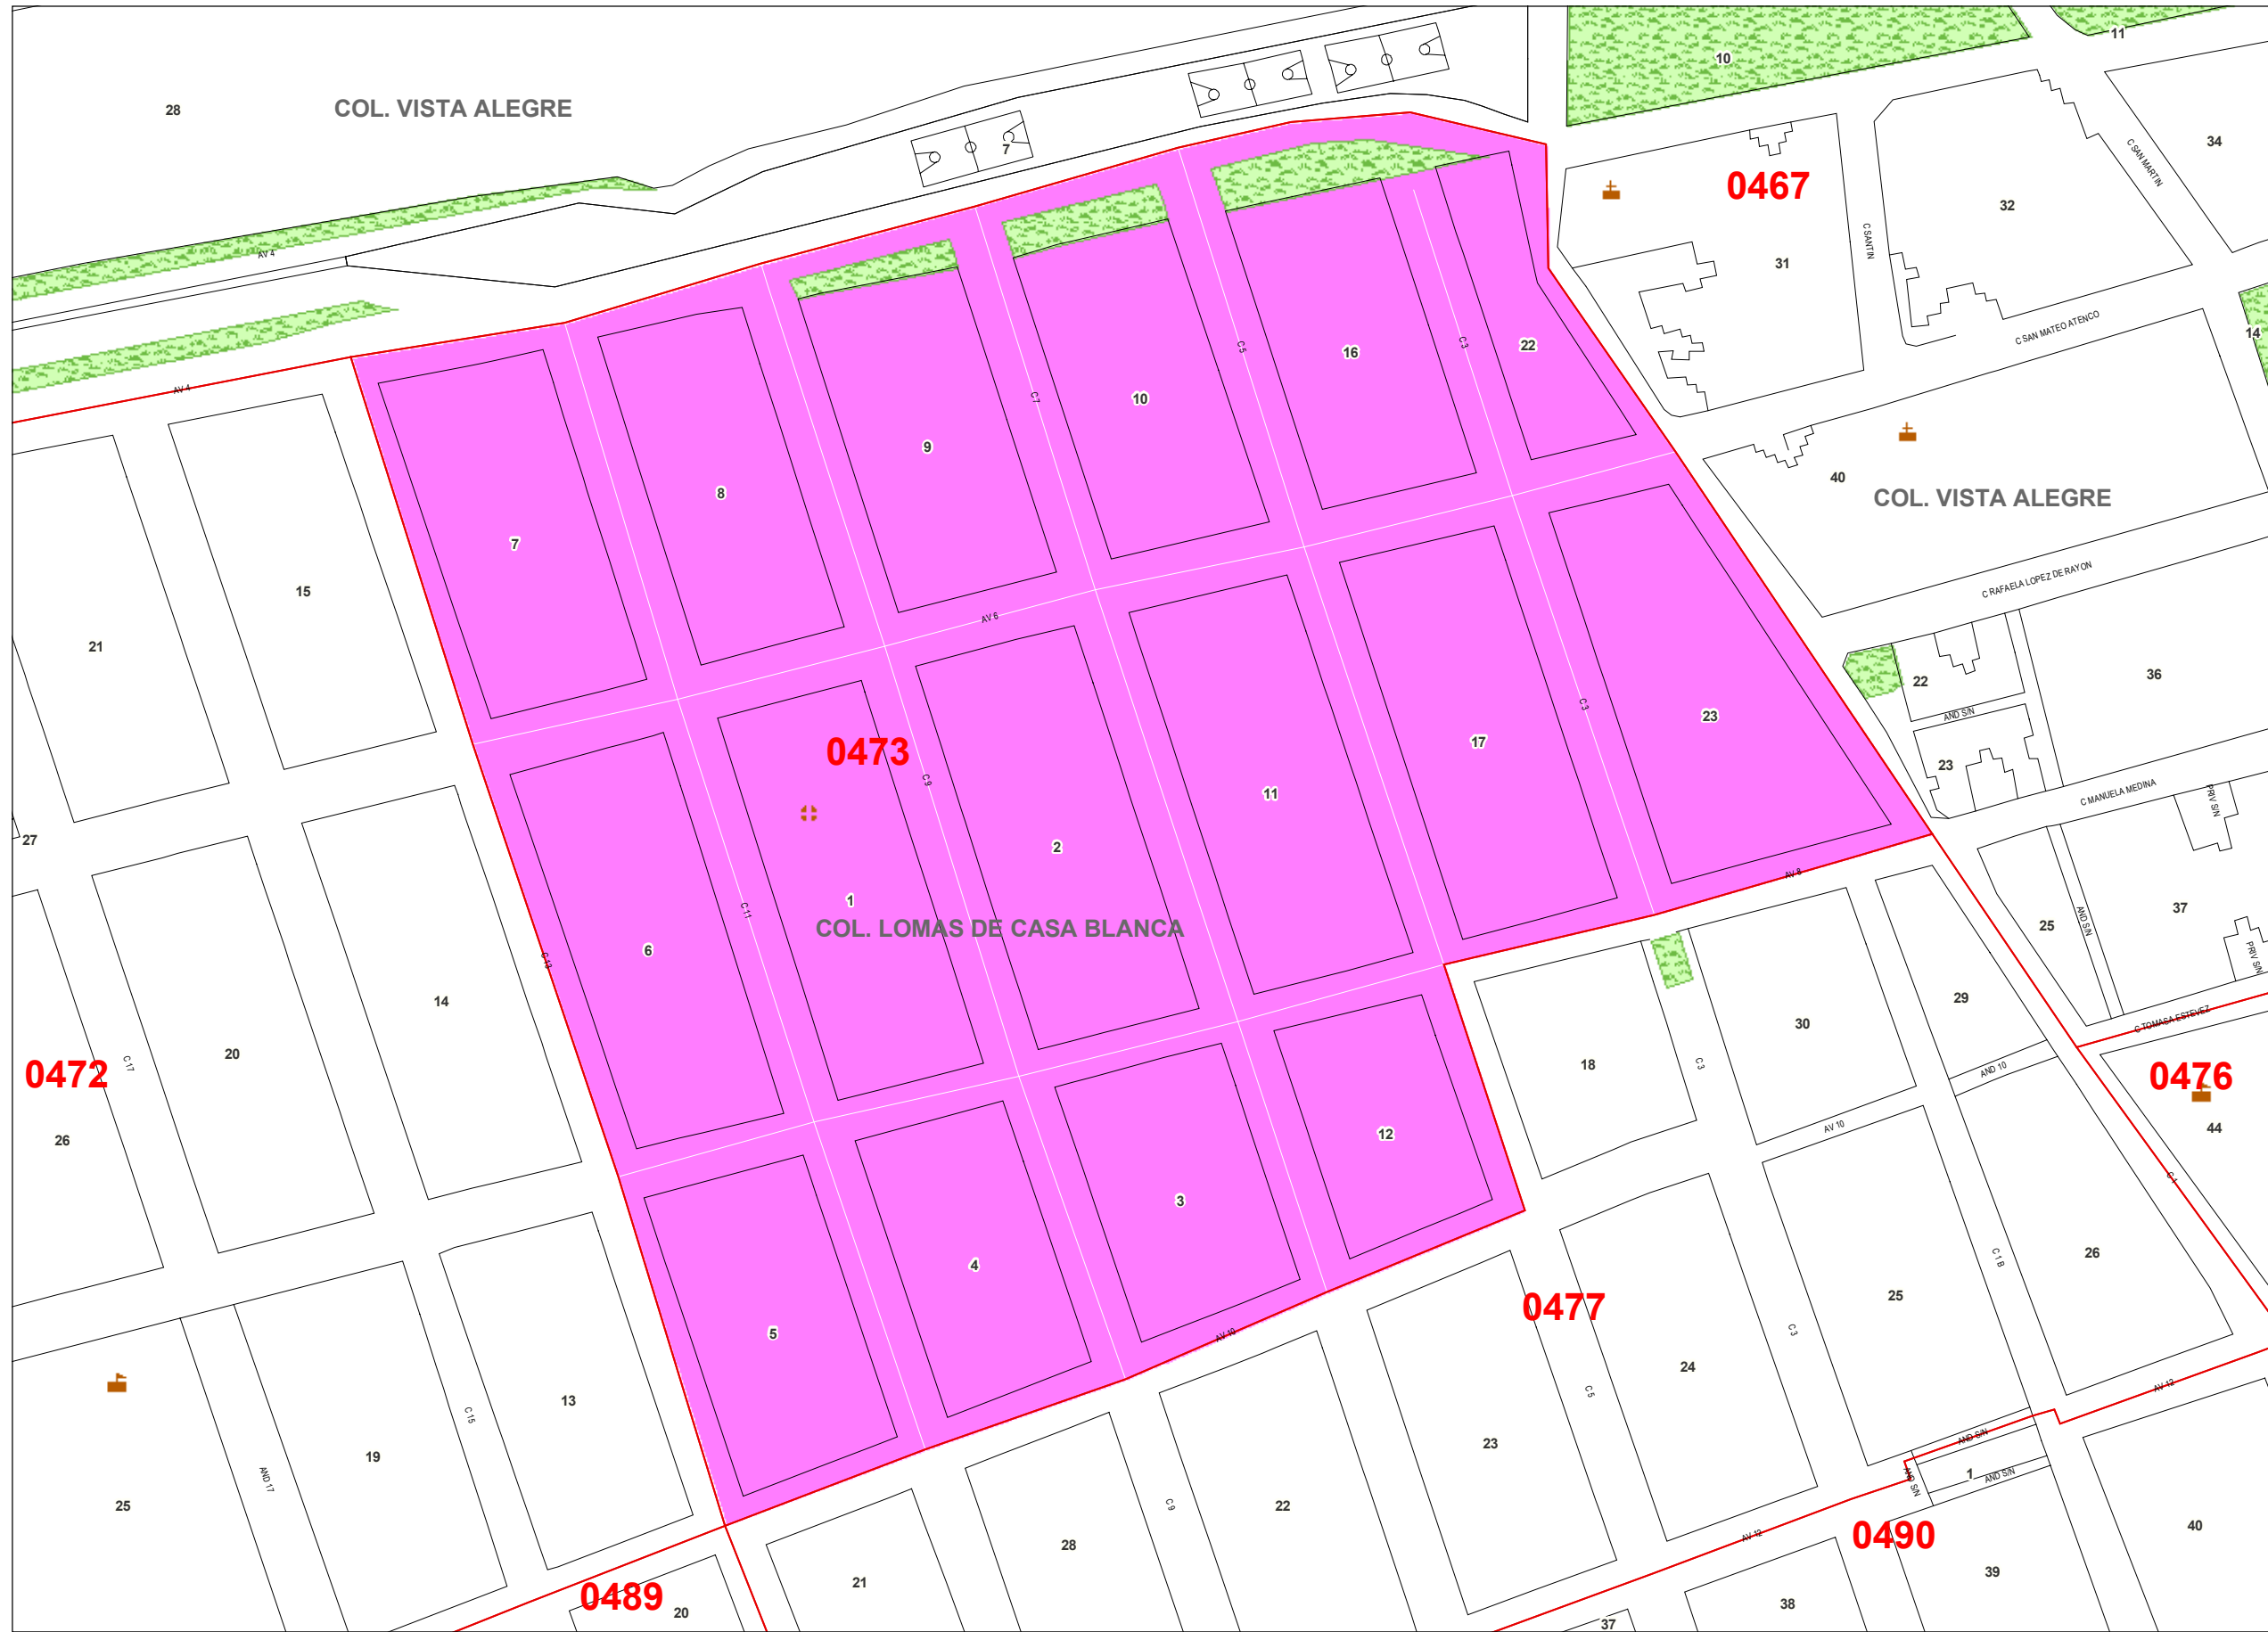 11
10
28
COL. VISTA ALEGRE
34
C SAN MARTIN
7
0467
32
C SANTIN
AV 4
31
C SAN MATEO ATENCO
14
C 5
C 3
22
16
AV 4
C 7
10
9
40
8
COL. VISTA ALEGRE
7
15
C RAFAELA LOPEZ DE RAYON
AV 6
21
36
22
C 3
23
AND S/N
17
0473
23
C 9
C MANUELA MEDINA
PRIV S/N
11
27
2
AV 8
1
C 11
37
AND S/N
25
COL. LOMAS DE CASA BLANCA
6
C 13
PRIV S/N
29
14
C TOMASA ESTEVEZ
30
20
C 17
18
C 3
AND 10
0472
0476
AV 10
44
12
26
C 1
3
26
C 1 B
4
25
0477
5
AV 10
C 3
24
AV 12
C 5
13
C 15
23
AND S/N
19
1
AND S/N
AND S/N
AND 17
25
C 9
22
40
AV 12
0490
28
39
21
0489
38
20
37